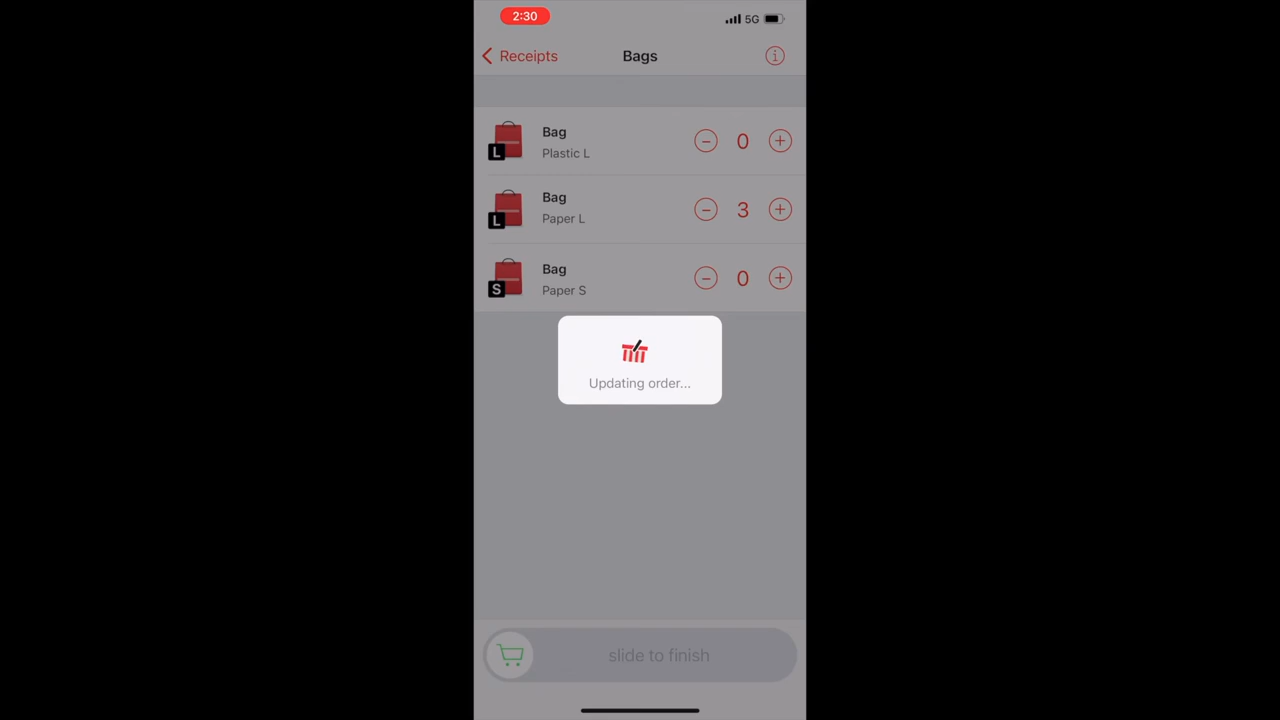 2:30
5G
Receipts
Bags
Bag
Plastic L
L
0
Bag
Paper L
L
3
Bag
Paper S
S
0
Updating order...
slide to finish